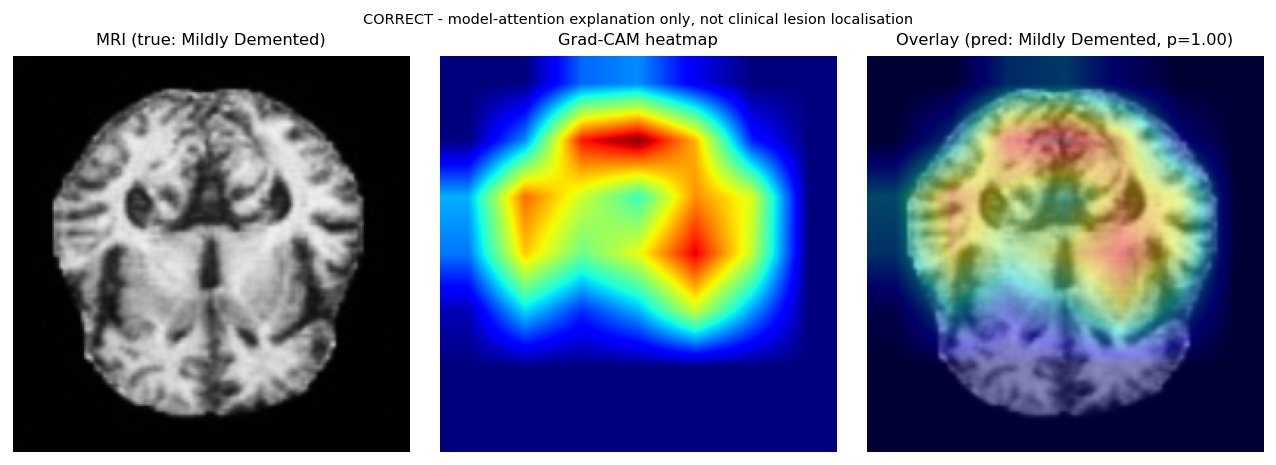 CORRECT - model-attention explanation only, not clinical lesion localisation
MRI (true: Mildly Demented)
Grad-CAM heatmap
Overlay (pred: Mildly Demented, p=1.00)